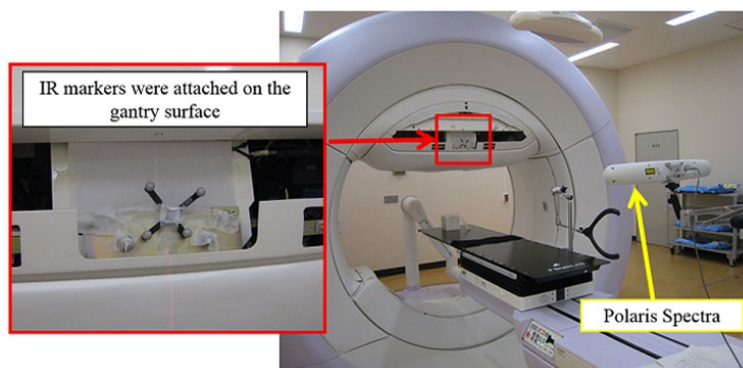 IR markers were attached on the
gantry surface
Polaris Spectra